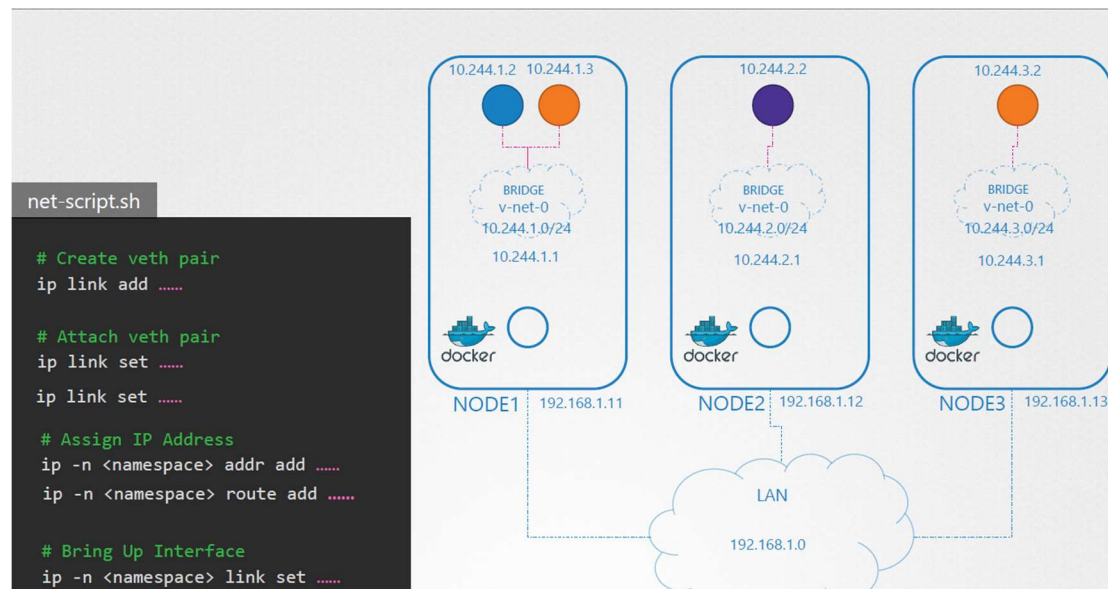 net-script.sh
# Create veth pair
ip link add ……
# Attach veth pair
ip link set ……
ip link set ……
# Assign IP Address
ip -n <namespace> addr add ……
ip -n <namespace> route add ……
# Bring Up Interface
ip -n <namespace> link set ……
10.244.1.2 10.244.1.3
BRIDGE
v-net-0
10.244.1.0/24
10.244.1.1
docker
NODE1 192.168.1.11
10.244.2.2
BRIDGE
v-net-0
10.244.2.0/24
10.244.2.1
docker
NODE2 192.168.1.12
10.244.3.2
BRIDGE
v-net-0
10.244.3.0/24
10.244.3.1
docker
NODE3 192.168.1.13
LAN
192.168.1.0